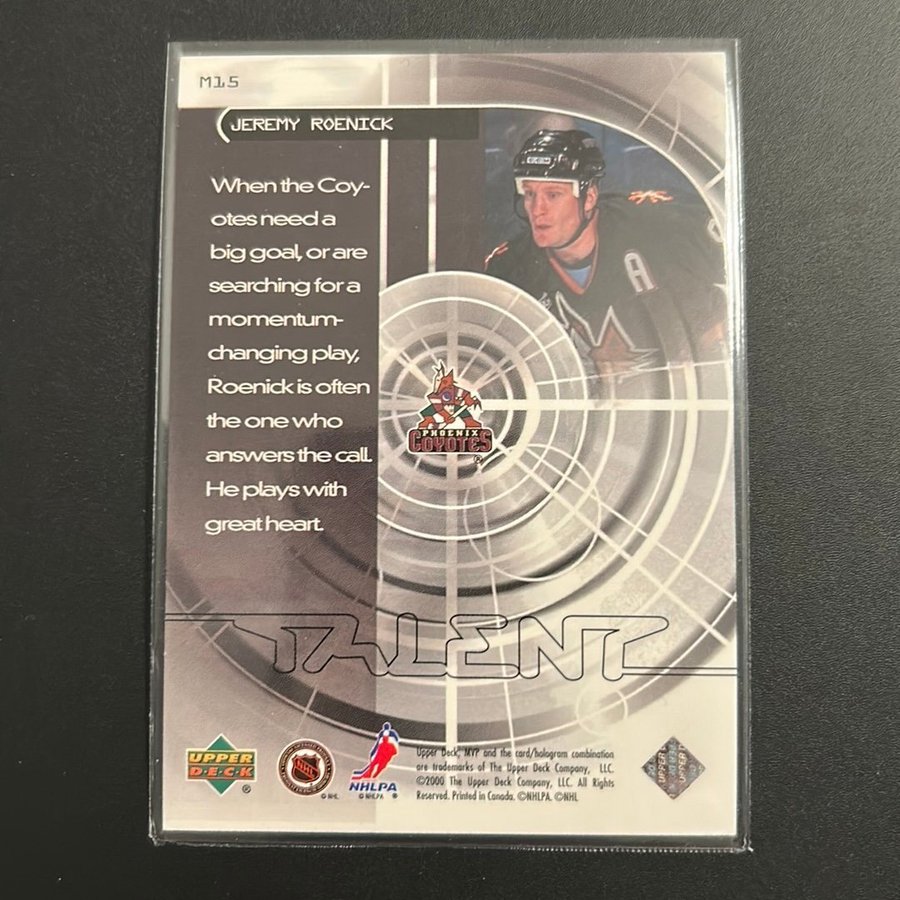 M15
JEREMY ROENICK
When the Coy-
otes need a
big goal, or are
searching for a
momentum-
changing play,
Roenick is often
the one who
answers the call.
He plays with
great heart.
A
PHOENIX
COYOTES
®
TALENT
UPPER
DECK
®
NHL
©NHL
NHLPA
©NHLPA ®
Upper Deck, MVP and the card/hologram combination
are trademarks of The Upper Deck Company, LLC.
©2000 The Upper Deck Company, LLC. All Rights
Reserved. Printed in Canada. ©NHLPA. ©NHL